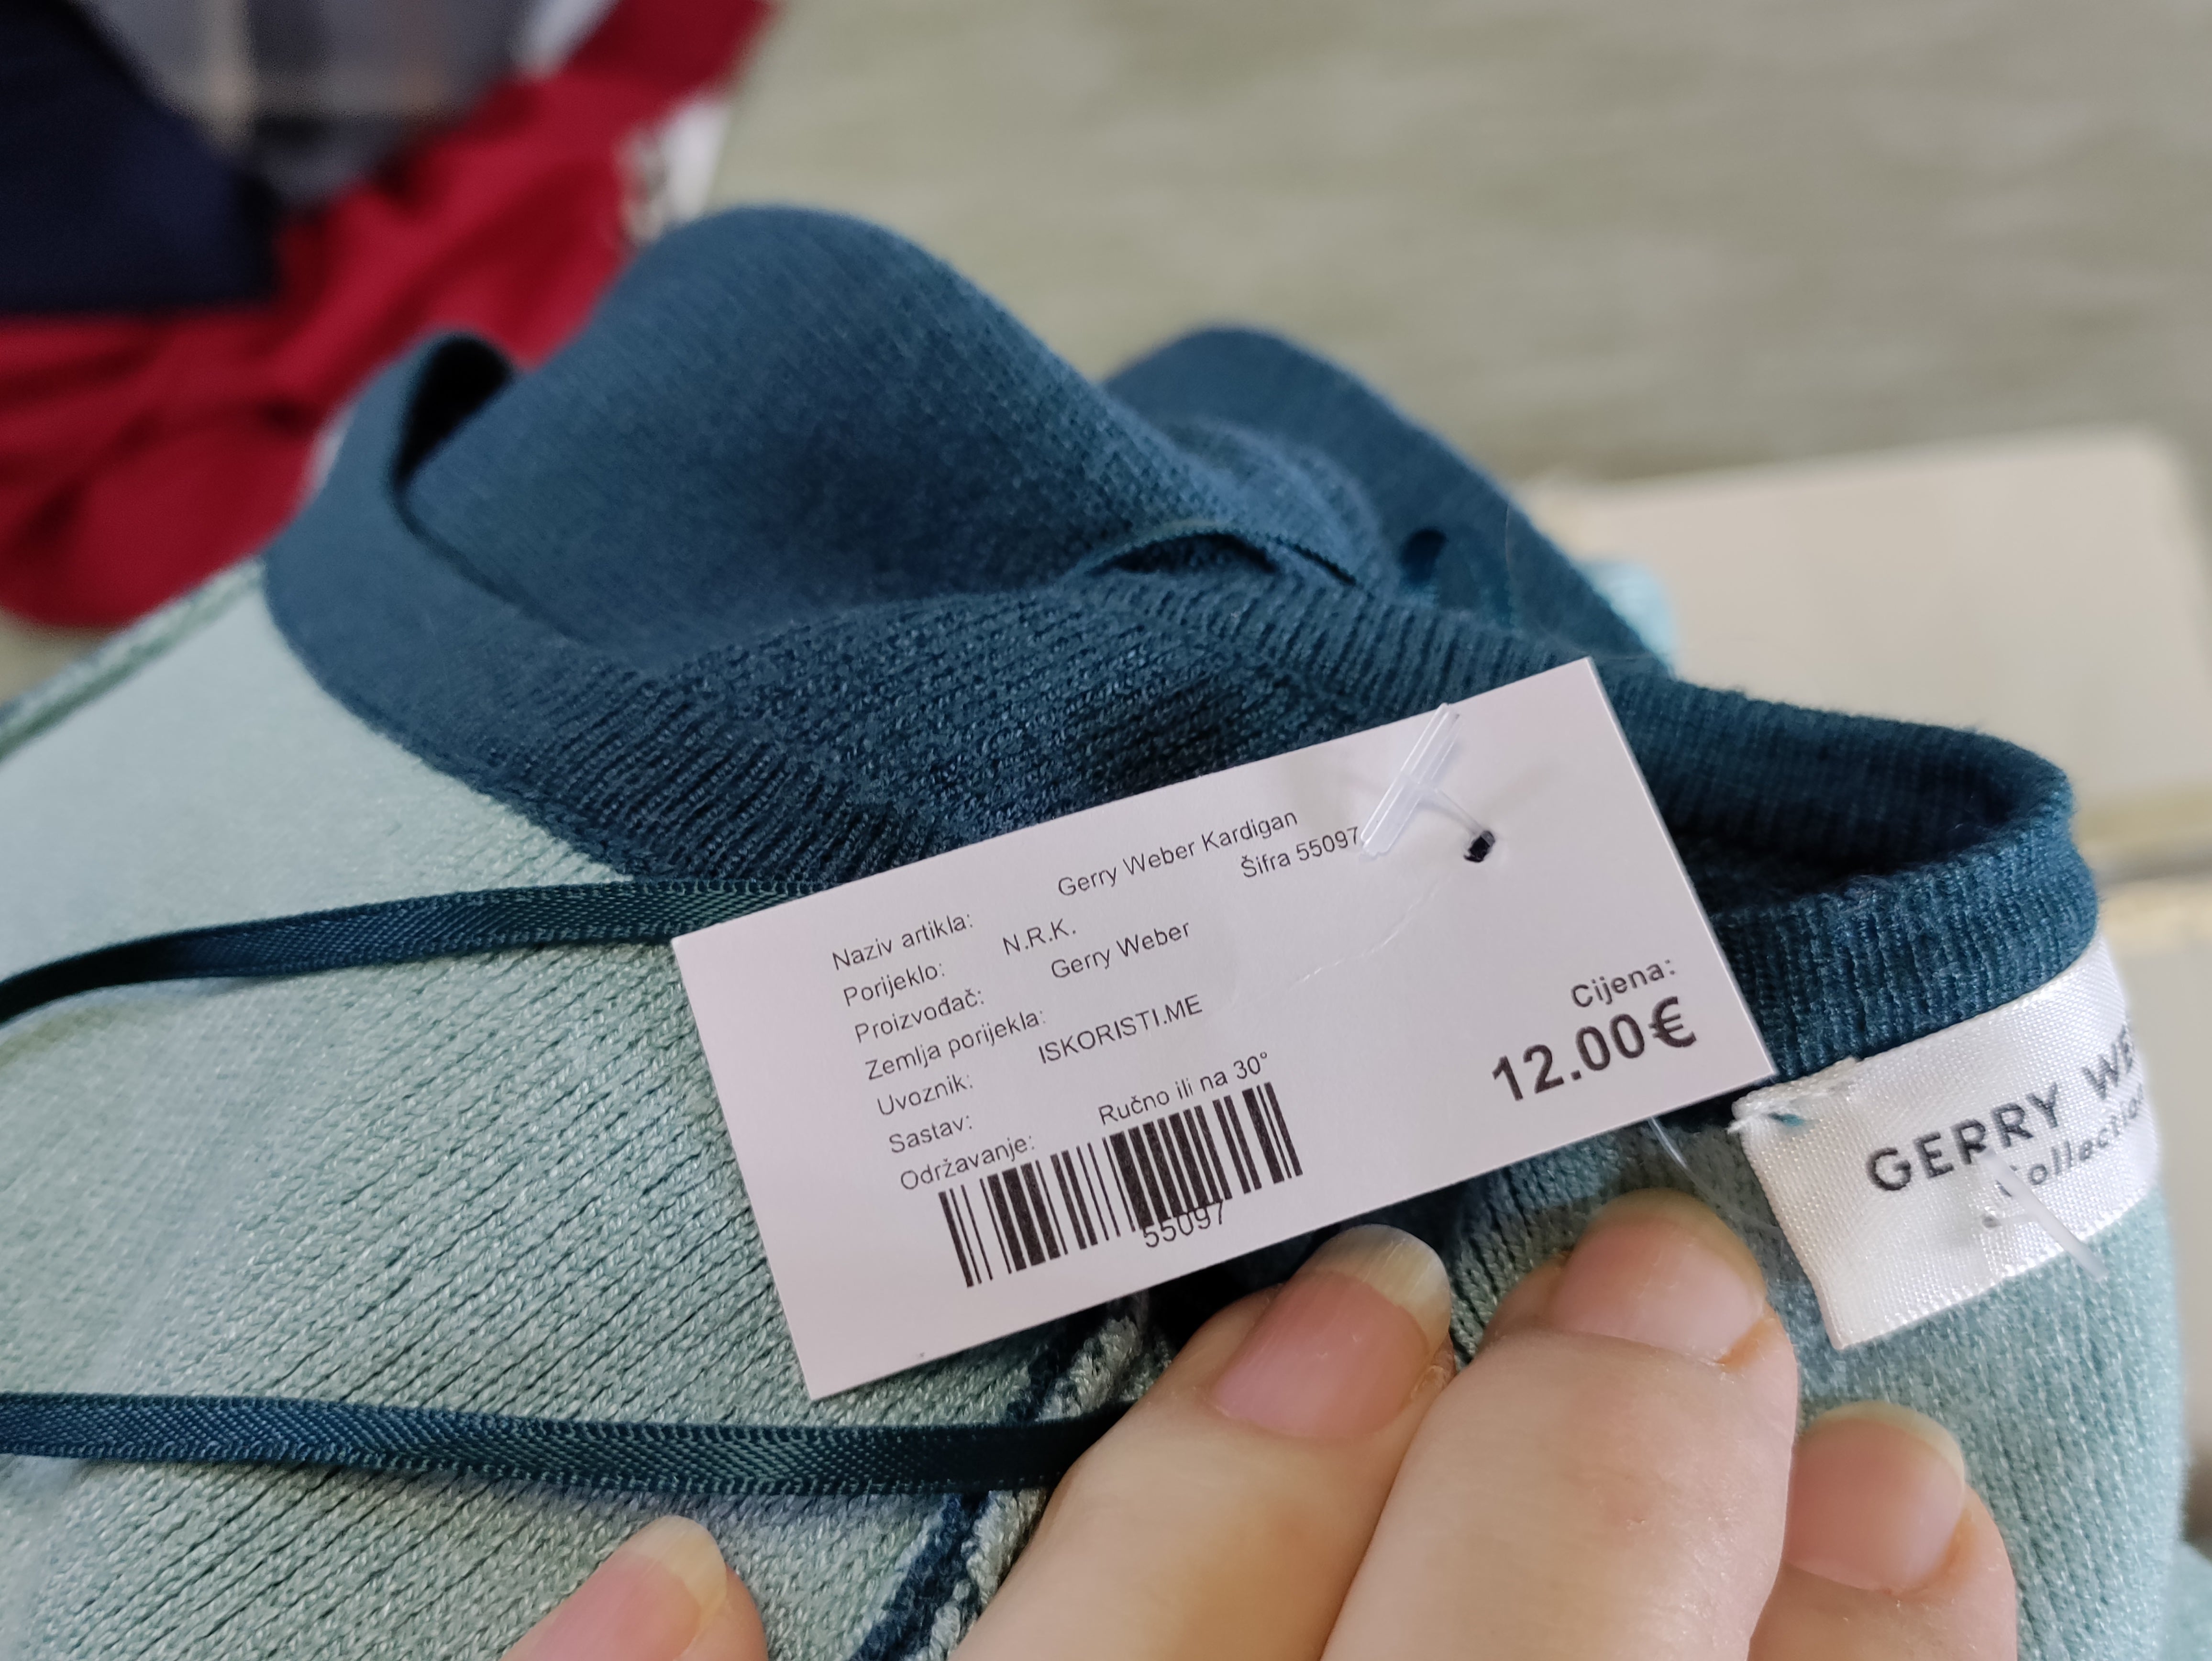 Naziv artikla: Gerry Weber Kardigan
Šifra 55097
Porijeklo: N.R.K.
Proizvođač: Gerry Weber
Zemlja porijekla:
Uvoznik: ISKORISTI.ME
Sastav:
Održavanje: Ručno ili na 30°
55097
Cijena:
12.00€
GERRY WE
Collection